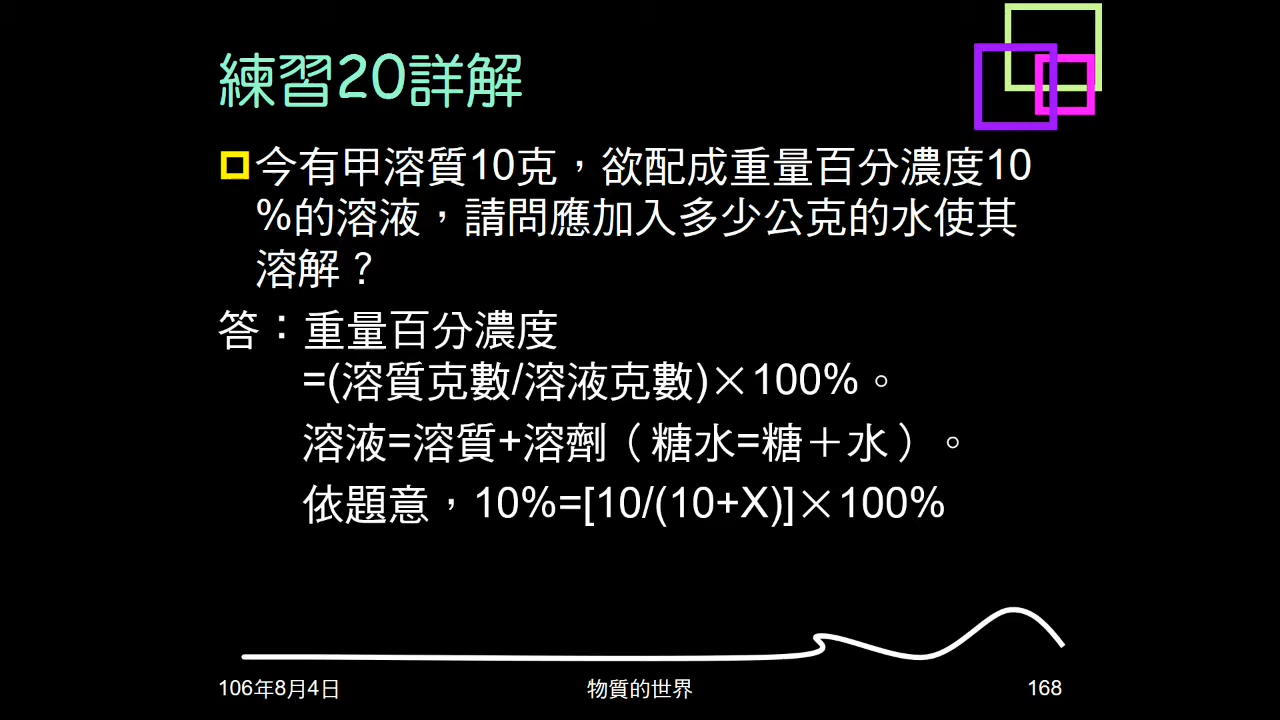 練習20詳解
今有甲溶質10克，欲配成重量百分濃度10
%的溶液，請問應加入多少公克的水使其
溶解？
答：重量百分濃度
=(溶質克數/溶液克數)×100%。
溶液=溶質+溶劑（糖水=糖＋水）。
依題意，10%=[10/(10+X)]×100%
106年8月4日
物質的世界
168